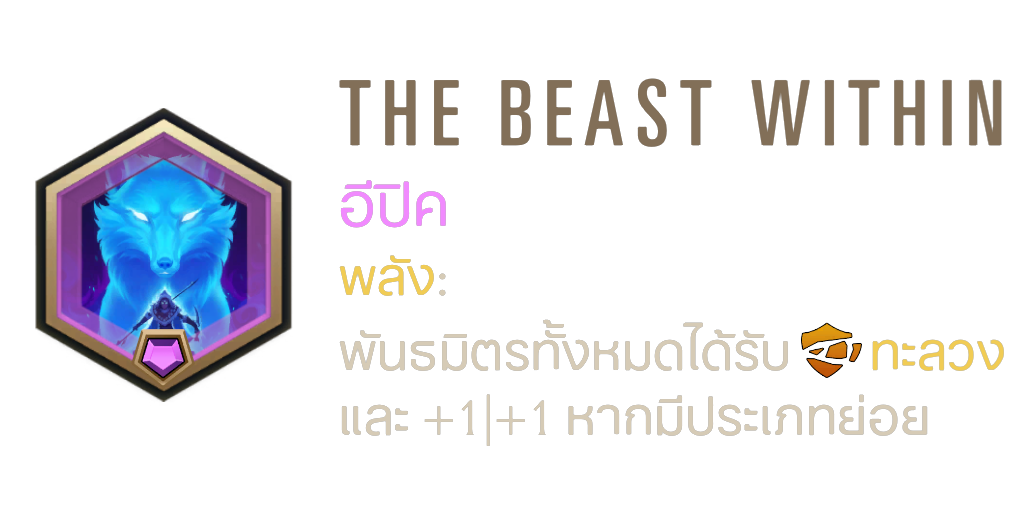 THE BEAST WITHIN
อีปิค
พลัง:
พันธมิตรทั้งหมดได้รับ ทะลวง
และ +1|+1 หากมีประเภทย่อย